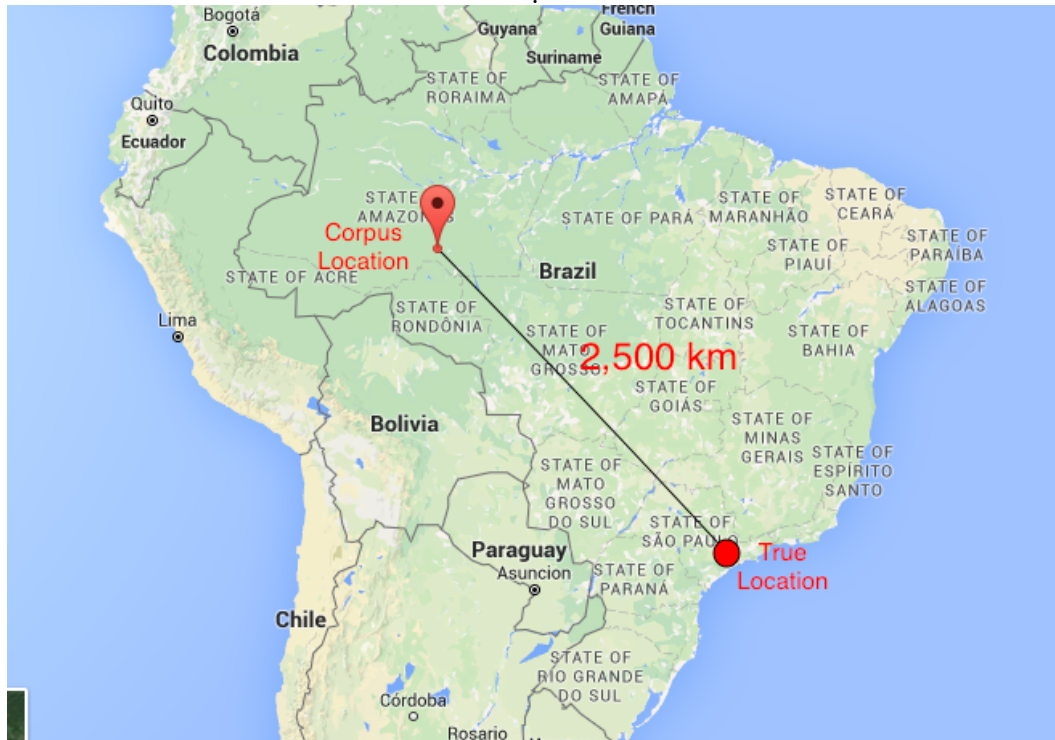 Bogotá
Colombia
Guyana
French
Guiana
Suriname
STATE OF
RORAIMA
STATE OF
AMAPÁ
Quito
Ecuador
STATE
AMAZON
S
STATE OF PARÁ
STATE OF
MARANHÃO
STATE OF
CEARÁ
Corpus
Location
STATE OF
PIAUÍ
STATE OF
PARAÍBA
STATE OF ACRE
Brazil
STATE OF
ALAGOAS
Lima
STATE OF
RONDÔNIA
STATE OF
TOCANTINS
STATE OF
MATO
GROSSO
2,500 km
STATE OF
BAHIA
STATE OF
GOIÁS
Bolivia
STATE OF
MINAS
GERAIS
STATE OF
ESPÍRITO
SANTO
STATE OF
MATO
GROSSO
DO SUL
STATE OF
SÃO PAULO
True
Location
Paraguay
Asuncion
STATE OF
PARANÁ
Chile
STATE OF
RIO GRANDE
DO SUL
Córdoba
Rosario